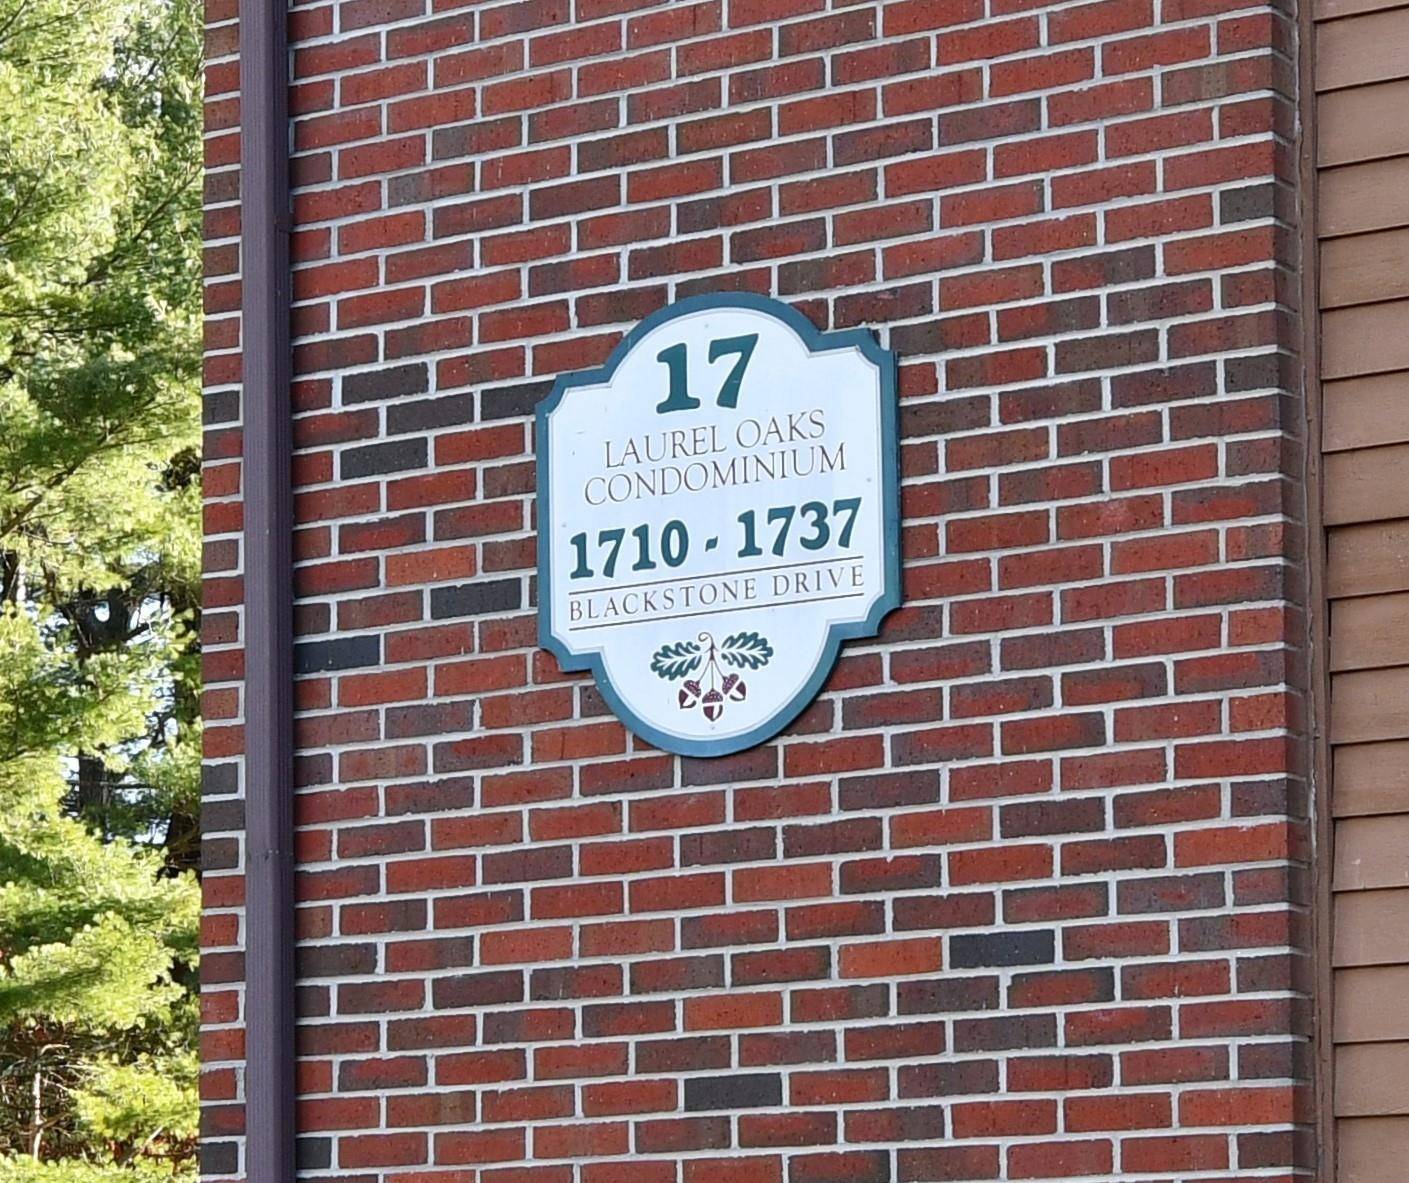 17
LAUREL OAKS
CONDOMINIUM
1710 - 1737
BLACKSTONE DRIVE